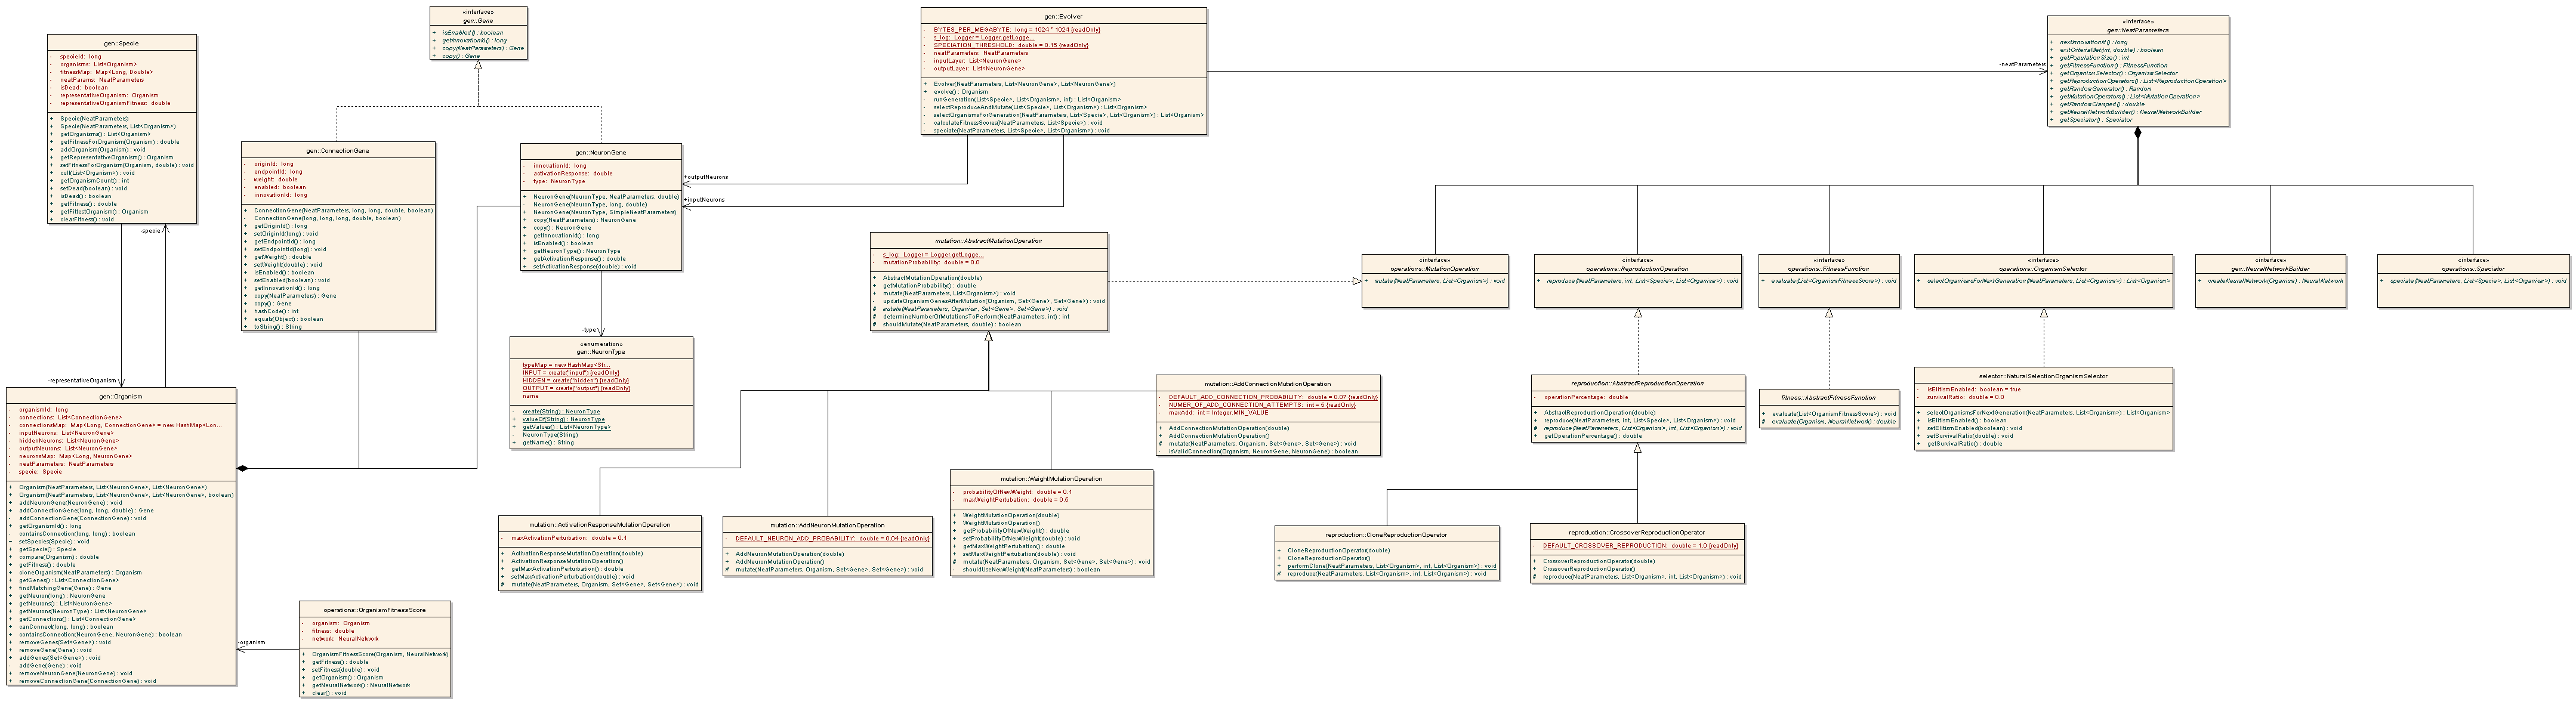 gen::Specie
- specieId: long
- organisms: List<Organism>
- fitnessMap: Map<Long, Double>
- neatParams: NeatParameters
- isDead: boolean
- representativeOrganism: Organism
- representativeOrganismFitness: double
+ Specie(NeatParameters)
+ Specie(NeatParameters, List<Organism>)
+ getOrganisms() : List<Organism>
+ getFitnessForOrganism(Organism) : double
+ addOrganism(Organism) : void
+ getRepresentativeOrganism() : Organism
+ setFitnessForOrganism(Organism, double) : void
+ cull(List<Organism>) : void
+ getOrganismCount() : int
+ setDead(boolean) : void
+ isDead() : boolean
+ getFitness() : double
+ getFittestOrganism() : Organism
+ clearFitness() : void
-specie
-representativeOrganism
«interface»
gen::Gene
+ isEnabled() : boolean
+ getInnovationId() : long
+ copy(NeatParameters) : Gene
+ copy() : Gene
gen::ConnectionGene
- originId: long
- endpointId: long
- weight: double
- enabled: boolean
- innovationId: long
+ ConnectionGene(NeatParameters, long, long, double, boolean)
- ConnectionGene(long, long, long, double, boolean)
+ getOriginId() : long
+ setOriginId(long) : void
+ getEndpointId() : long
+ setEndpointId(long) : void
+ getWeight() : double
+ setWeight(double) : void
+ isEnabled() : boolean
+ setEnabled(boolean) : void
+ getInnovationId() : long
+ copy(NeatParameters) : Gene
+ copy() : Gene
+ hashCode() : int
+ equals(Object) : boolean
+ toString() : String
gen::NeuronGene
- innovationId: long
- activationResponse: double
- type: NeuronType
+ NeuronGene(NeuronType, NeatParameters, double)
- NeuronGene(NeuronType, long, double)
+ NeuronGene(NeuronType, SimpleNeatParameters)
+ copy(NeatParameters) : NeuronGene
+ copy() : NeuronGene
+ getInnovationId() : long
+ isEnabled() : boolean
+ getNeuronType() : NeuronType
+ getActivationResponse() : double
+ setActivationResponse(double) : void
+outputNeurons
+inputNeurons
-type
«enumeration»
gen::NeuronType
typeMap = new HashMap<Str...
INPUT = create("input") {readOnly}
HIDDEN = create("hidden") {readOnly}
OUTPUT = create("output") {readOnly}
name
- create(String) : NeuronType
+ valueOf(String) : NeuronType
+ getValues() : List<NeuronType>
- NeuronType(String)
+ getName() : String
gen::Evolver
- BYTES_PER_MEGABYTE: long = 1024 * 1024 {readOnly}
- s_log: Logger = Logger.getLogge...
- SPECIATION_THRESHOLD: double = 0.15 {readOnly}
- neatParameters: NeatParameters
- inputLayer: List<NeuronGene>
- outputLayer: List<NeuronGene>
+ Evolver(NeatParameters, List<NeuronGene>, List<NeuronGene>)
+ evolve() : Organism
- runGeneration(List<Specie>, List<Organism>, int) : List<Organism>
- selectReproduceAndMutate(List<Specie>, List<Organism>) : List<Organism>
- selectOrganismsForGeneration(NeatParameters, List<Specie>, List<Organism>) : List<Organism>
- calculateFitnessScores(NeatParameters, List<Specie>) : void
- speciate(NeatParameters, List<Specie>, List<Organism>) : void
-neatParameters
«interface»
gen::NeatParameters
+ nextInnovationId() : long
+ exitCriteriaMet(int, double) : boolean
+ getPopulationSize() : int
+ getFitnessFunction() : FitnessFunction
+ getOrganismSelector() : OrganismSelector
+ getReproductionOperators() : List<ReproductionOperation>
+ getRandomGenerator() : Random
+ getMutationOperators() : List<MutationOperation>
+ getRandomClamped() : double
+ getNeuralNetworkBuilder() : NeuralNetworkBuilder
+ getSpeciator() : Speciator
mutation::AbstractMutationOperation
- s_log: Logger = Logger.getLogge...
- mutationProbability: double = 0.0
+ AbstractMutationOperation(double)
+ getMutationProbability() : double
+ mutate(NeatParameters, List<Organism>) : void
- updateOrganismGenesAfterMutation(Organism, Set<Gene>, Set<Gene>) : void
# mutate(NeatParameters, Organism, Set<Gene>, Set<Gene>) : void
# determineNumberOfMutationsToPerform(NeatParameters, int) : int
# shouldMutate(NeatParameters, double) : boolean
«interface»
operations::MutationOperation
+ mutate(NeatParameters, List<Organism>) : void
«interface»
operations::ReproductionOperation
+ reproduce(NeatParameters, int, List<Specie>, List<Organism>) : void
«interface»
operations::FitnessFunction
+ evaluate(List<OrganismFitnessScore>) : void
«interface»
operations::OrganismSelector
+ selectOrganismsForNextGeneration(NeatParameters, List<Organism>) : List<Organism>
«interface»
gen::NeuralNetworkBuilder
+ createNeuralNetwork(Organism) : NeuralNetwork
«interface»
operations::Speciator
+ speciate(NeatParameters, List<Specie>, List<Organism>) : void
gen::Organism
- organismId: long
- connections: List<ConnectionGene>
- connectionsMap: Map<Long, ConnectionGene> = new HashMap<Lon...
- inputNeurons: List<NeuronGene>
- hiddenNeurons: List<NeuronGene>
- outputNeurons: List<NeuronGene>
- neuronsMap: Map<Long, NeuronGene>
- neatParameters: NeatParameters
- specie: Specie
+ Organism(NeatParameters, List<NeuronGene>, List<NeuronGene>)
+ Organism(NeatParameters, List<NeuronGene>, List<NeuronGene>, boolean)
+ addNeuronGene(NeuronGene) : void
+ addConnectionGene(long, long, double) : Gene
- addConnectionGene(ConnectionGene) : void
+ getOrganismId() : long
- containsConnection(long, long) : boolean
~ setSpecies(Specie) : void
+ getSpecie() : Specie
+ compare(Organism) : double
+ getFitness() : double
+ cloneOrganism(NeatParameters) : Organism
+ getGenes() : List<ConnectionGene>
+ findMatchingGene(Gene) : Gene
+ getNeuron(long) : NeuronGene
+ getNeurons() : List<NeuronGene>
+ getNeurons(NeuronType) : List<NeuronGene>
+ getConnections() : List<ConnectionGene>
+ canConnect(long, long) : boolean
+ containsConnection(NeuronGene, NeuronGene) : boolean
+ removeGenes(Set<Gene>) : void
- removeGene(Gene) : void
+ addGenes(Set<Gene>) : void
- addGene(Gene) : void
+ removeNeuronGene(NeuronGene) : void
+ removeConnectionGene(ConnectionGene) : void
-organism
operations::OrganismFitnessScore
- organism: Organism
- fitness: double
- network: NeuralNetwork
+ OrganismFitnessScore(Organism, NeuralNetwork)
+ getFitness() : double
+ setFitness(double) : void
+ getOrganism() : Organism
+ getNeuralNetwork() : NeuralNetwork
+ clear() : void
mutation::ActivationResponseMutationOperation
- maxActivationPerturbation: double = 0.1
+ ActivationResponseMutationOperation(double)
+ ActivationResponseMutationOperation()
+ getMaxActivationPerturbation() : double
+ setMaxActivationPerturbation(double) : void
# mutate(NeatParameters, Organism, Set<Gene>, Set<Gene>) : void
mutation::AddNeuronMutationOperation
- DEFAULT_NEURON_ADD_PROBABILITY: double = 0.04 {readOnly}
+ AddNeuronMutationOperation(double)
+ AddNeuronMutationOperation()
# mutate(NeatParameters, Organism, Set<Gene>, Set<Gene>) : void
mutation::WeightMutationOperation
- probabilityOfNewWeight: double = 0.1
- maxWeightPertubation: double = 0.5
+ WeightMutationOperation(double)
+ WeightMutationOperation()
+ getProbabilityOfNewWeight() : double
+ setProbabilityOfNewWeight(double) : void
+ getMaxWeightPertubation() : double
+ setMaxWeightPertubation(double) : void
# mutate(NeatParameters, Organism, Set<Gene>, Set<Gene>) : void
- shouldUseNewWeight(NeatParameters) : boolean
mutation::AddConnectionMutationOperation
- DEFAULT_ADD_CONNECTION_PROBABILITY: double = 0.07 {readOnly}
- NUMER_OF_ADD_CONNECTION_ATTEMPTS: int = 5 {readOnly}
- maxAdd: int = Integer.MIN_VALUE
+ AddConnectionMutationOperation(double)
+ AddConnectionMutationOperation()
# mutate(NeatParameters, Organism, Set<Gene>, Set<Gene>) : void
- isValidConnection(Organism, NeuronGene, NeuronGene) : boolean
reproduction::AbstractReproductionOperation
- operationPercentage: double
+ AbstractReproductionOperation(double)
+ reproduce(NeatParameters, int, List<Specie>, List<Organism>) : void
# reproduce(NeatParameters, List<Organism>, int, List<Organism>) : void
+ getOperationPercentage() : double
fitness::AbstractFitnessFunction
+ evaluate(List<OrganismFitnessScore>) : void
# evaluate(Organism, NeuralNetwork) : double
selector::NaturalSelectionOrganismSelector
- isElitismEnabled: boolean = true
- survivalRatio: double = 0.0
+ selectOrganismsForNextGeneration(NeatParameters, List<Organism>) : List<Organism>
+ isElitismEnabled() : boolean
+ setElitismEnabled(boolean) : void
+ setSurvivalRatio(double) : void
+ getSurvivalRatio() : double
reproduction::CloneReproductionOperator
+ CloneReproductionOperator(double)
+ CloneReproductionOperator()
+ performClone(NeatParameters, List<Organism>, int, List<Organism>) : void
# reproduce(NeatParameters, List<Organism>, int, List<Organism>) : void
reproduction::CrossoverReproductionOperator
- DEFAULT_CROSSOVER_REPRODUCTION: double = 1.0 {readOnly}
+ CrossoverReproductionOperator(double)
+ CrossoverReproductionOperator()
# reproduce(NeatParameters, List<Organism>, int, List<Organism>) : void